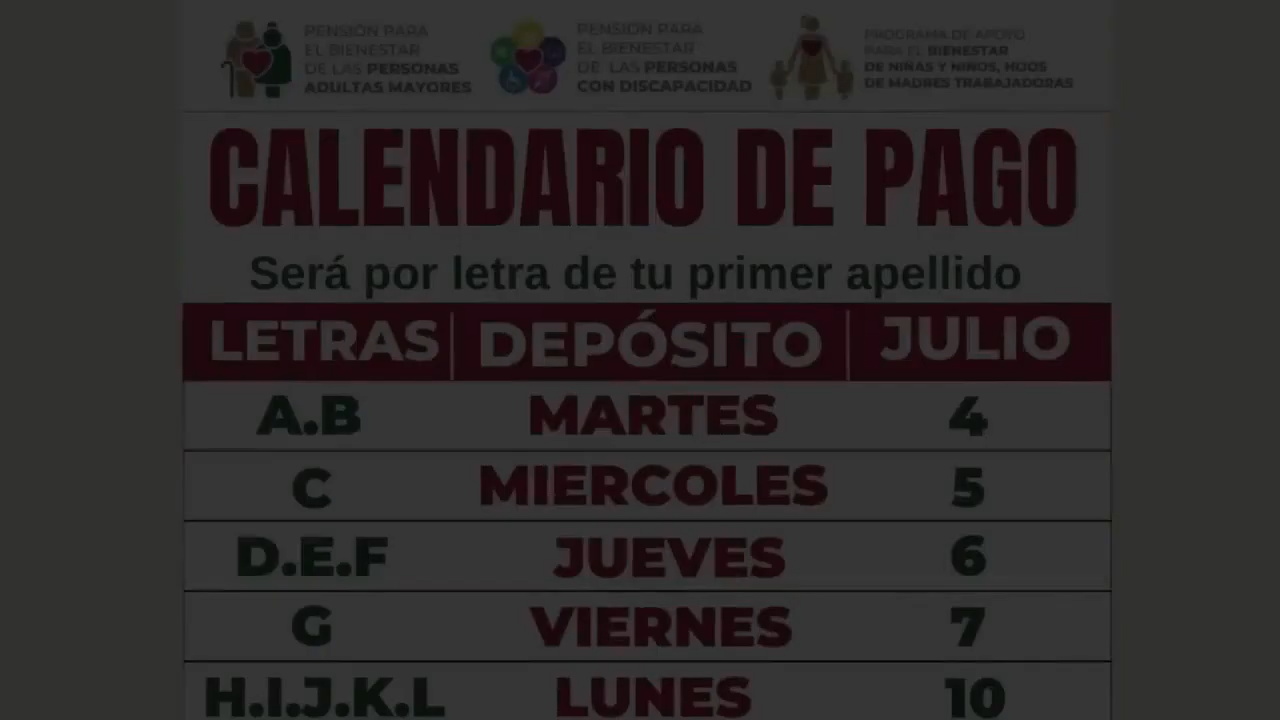 PENSIÓN PARA
EL BIENESTAR
DE LAS PERSONAS
ADULTAS MAYORES
PENSIÓN PARA
EL BIENESTAR
DE LAS PERSONAS
CON DISCAPACIDAD
PROGRAMA DE APOYO
PARA EL BIENESTAR
DE NIÑAS Y NIÑOS, HIJOS
DE MADRES TRABAJADORAS
CALENDARIO DE PAGO
Será por letra de tu primer apellido
LETRAS DEPÓSITO JULIO
A.B MARTES 4
C MIERCOLES 5
D.E.F JUEVES 6
G VIERNES 7
H.I.J.K.L LUNES 10